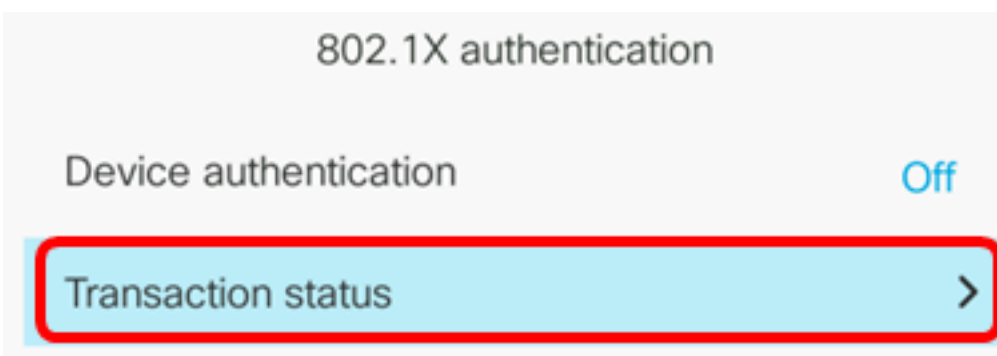 802.1X authentication
Device authentication Off
Transaction status